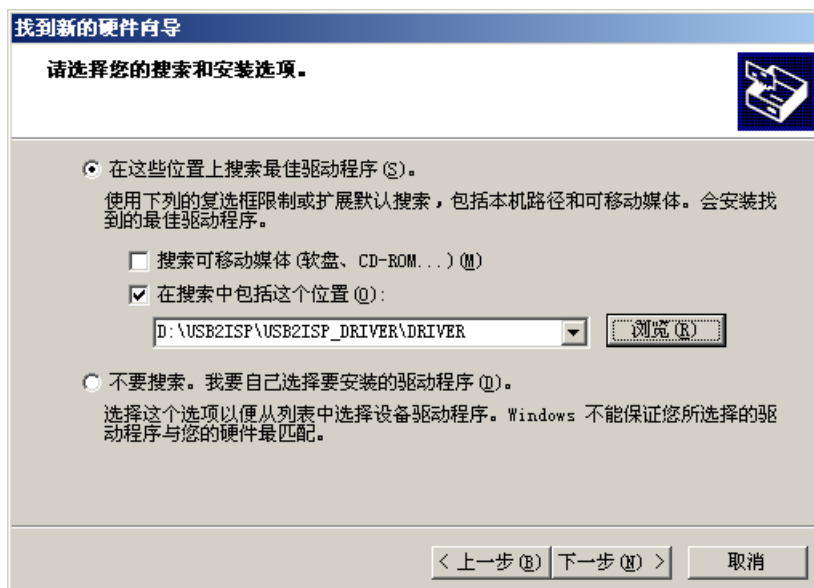 找到新的硬件向导
请选择您的搜索和安装选项。
在这些位置上搜索最佳驱动程序(S)。
使用下列的复选框限制或扩展默认搜索，包括本机路径和可移动媒体。会安装找
到的最佳驱动程序。
搜索可移动媒体(软盘、CD-ROM...)(M)
在搜索中包括这个位置(O):
D:\USB2ISP\USB2ISP_DRIVER\DRIVER
浏览(R)
不要搜索。我要自己选择要安装的驱动程序(D)。
选择这个选项以便从列表中选择设备驱动程序。Windows 不能保证您所选择的驱
动程序与您的硬件最匹配。
< 上一步(B) 下一步(N) > 取消